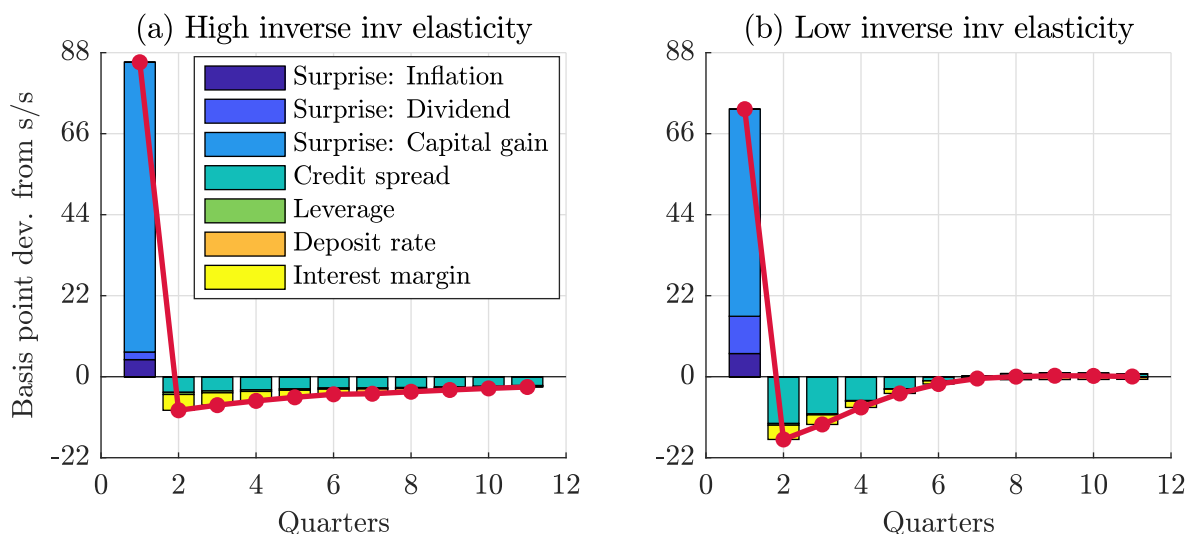 (a) High inverse inv elasticity
(b) Low inverse inv elasticity
Basis point dev. from s/s
88
66
44
22
0
-22
Surprise: Inflation
Surprise: Dividend
Surprise: Capital gain
Credit spread
Leverage
Deposit rate
Interest margin
0 2 4 6 8 10 12
Quarters
88
66
44
22
0
-22
0 2 4 6 8 10 12
Quarters